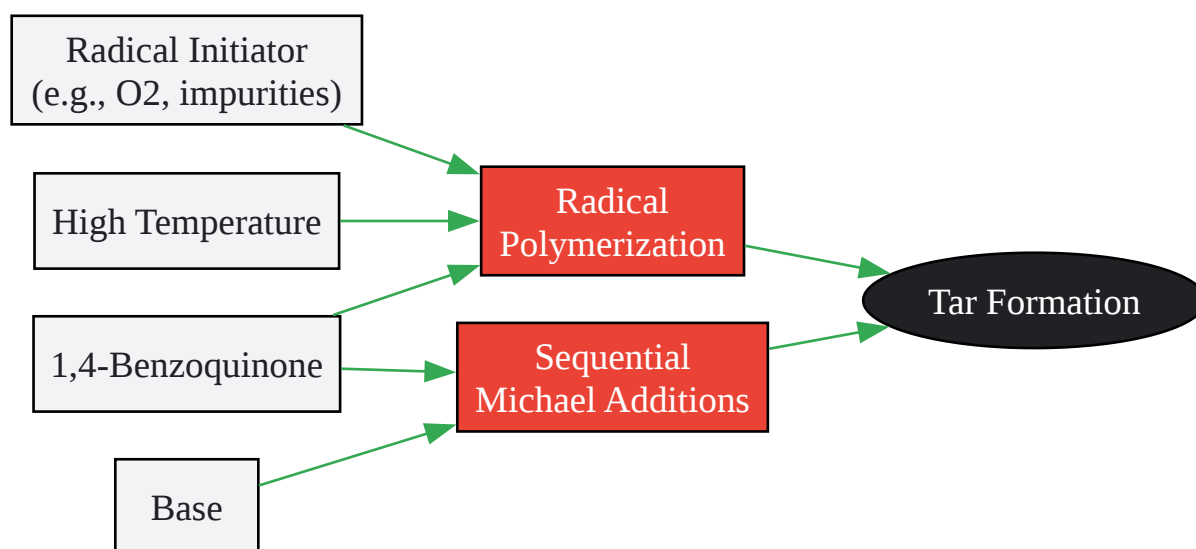 Radical Initiator
(e.g., O2, impurities)
High Temperature
1,4-Benzoquinone
Base
Radical
Polymerization
Sequential
Michael Additions
Tar Formation